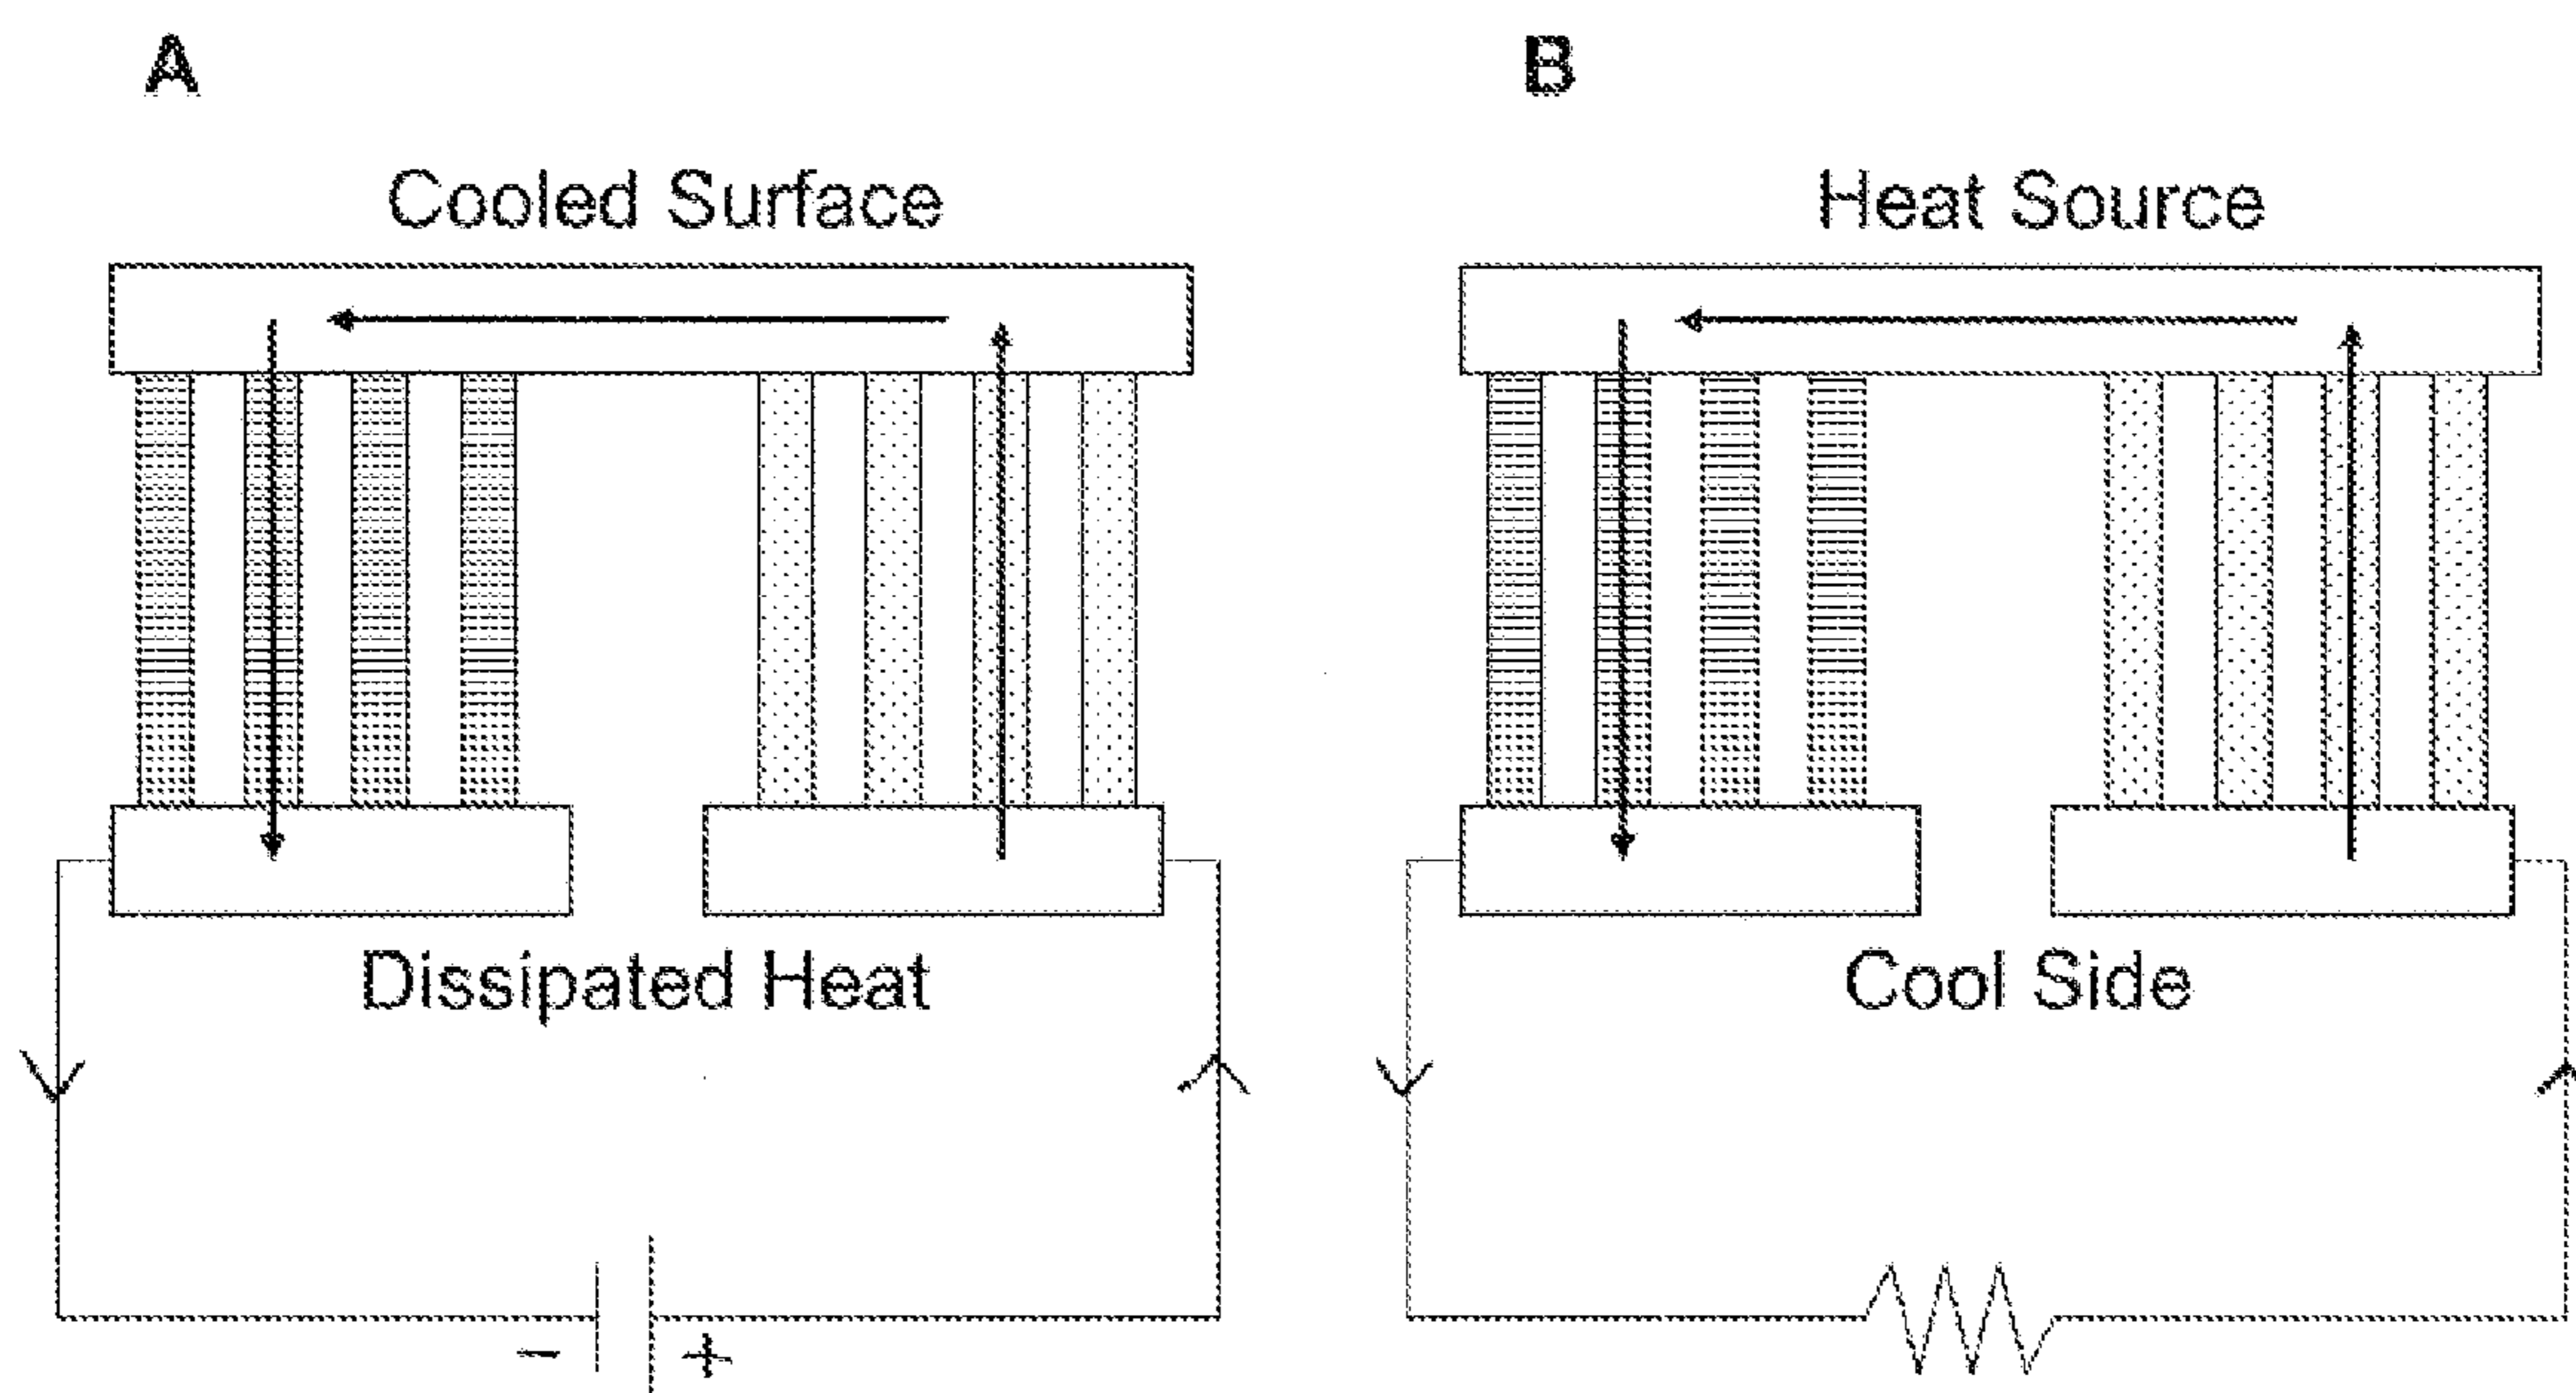 A
Cooled Surface
Dissipated Heat
- +
B
Heat Source
Cool Side